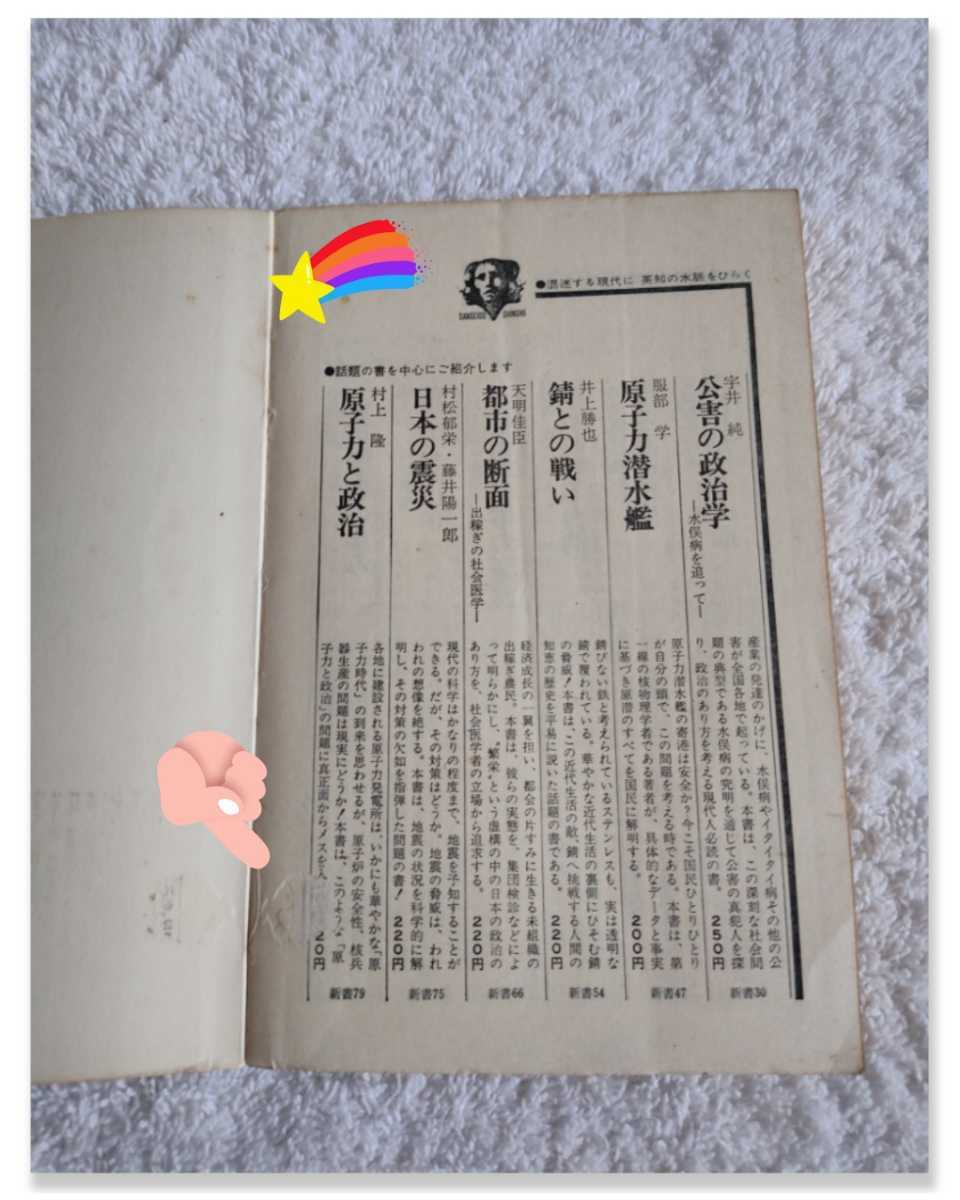 ●混迷する現代に 英知の水脈をひらく
SANSEIDO SHINSHO
●話題の書を中心にご紹介します
宇井 純
公害の政治学
―水俣病を追って―
産業の発達のかげに、水俣病やイタイイタイ病その他の公
害が全国各地で起っている。本書は、この深刻な社会問
題の典型である水俣病の究明を通じて公害の真犯人を探
り、政治のあり方を考える現代人必読の書。
250円
新書30
服部 学
原子力潜水艦
原子力潜水艦の寄港は安全か?今こそ国民ひとりひとり
が自分の頭で、この問題を考える時である。本書は、第
一線の核物理学者である著者が、具体的なデータと事実
に基づき原潜のすべてを国民に解明する。
200円
新書47
井上勝也
錆との戦い
錆びない鉄と考えられているステンレスも、実は透明な
錆で覆われている。華やかな近代生活の裏側にひそむ錆
の脅威!本書は、この近代生活の敵、錆へ挑戦する人間の
知恵の歴史を平易に説いた話題の書である。
220円
新書54
天明佳臣
都市の断面
―出稼ぎの社会医学―
経済成長の一翼を担い、都会の片すみに生きる未組織の
出稼ぎ農民。本書は、彼らの実態を、集団検診などによ
って明らかにし、"繁栄"という虚構の中の日本の政治の
あり方を、社会医学者の立場から追求する。
220円
新書66
村松郁栄・藤井陽一郎
日本の震災
現代の科学はかなりの程度まで、地震を予知することが
できる。だが、その対策はどうか。地震の脅威は、われ
われの想像を絶する。本書は、地震の状況を科学的に解
明し、その対策の欠如を指弾した問題の書!
220円
新書75
村上 隆
原子力と政治
各地に建設される原子力発電所は、いかにも華やかな「原
子力時代」の到来を思わせるが、原子炉の安全性、核兵
器生産の問題は現実にどうか!本書は、このような「原
子力と政治」の問題に真正面からメスを
20円
新書79